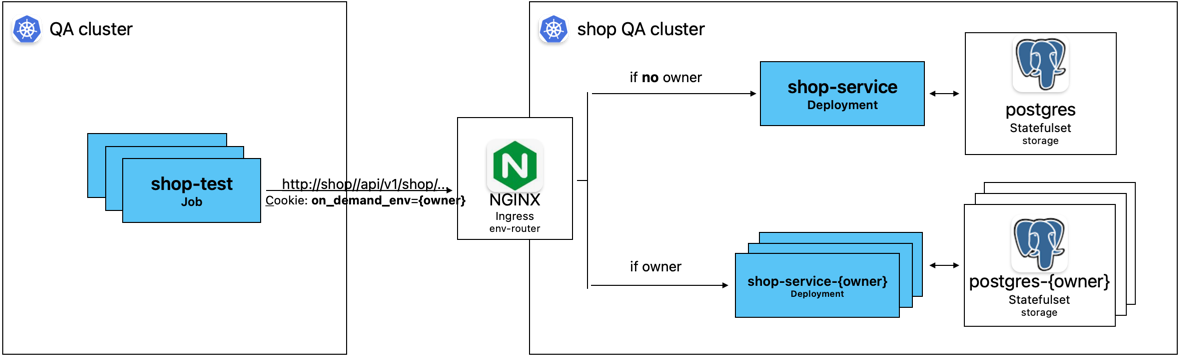 QA cluster
shop-test
Job
http://shop//api/v1/shop/..
Cookie: on_demand_env={owner}
NGINX
Ingress
env-router
shop QA cluster
if no owner
shop-service
Deployment
postgres
Statefulset
storage
if owner
shop-service-{owner}
Deployment
postgres-{owner}
Statefulset
storage